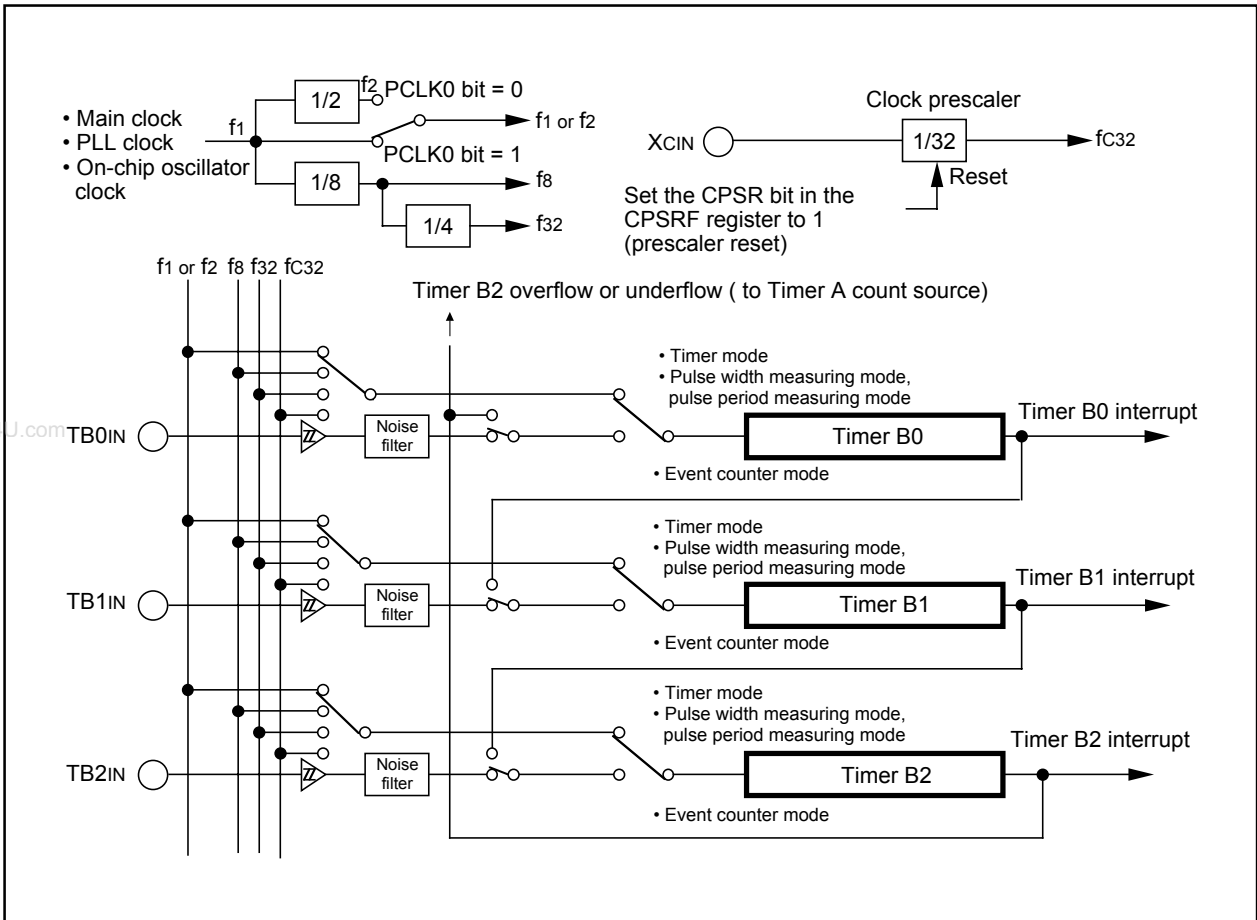 f2 PCLK0 bit = 0
1/2
Clock prescaler
• Main clock
• PLL clock
• On-chip oscillator
clock
f1
f1 or f2
XCIN
1/32
fC32
PCLK0 bit = 1
1/8
f8
Reset
Set the CPSR bit in the
CPSRF register to 1
(prescaler reset)
1/4
f32
f1 or f2 f8 f32 fC32
Timer B2 overflow or underflow ( to Timer A count source)
• Timer mode
• Pulse width measuring mode,
pulse period measuring mode
U.com
TB0IN
Noise
filter
Timer B0
Timer B0 interrupt
• Event counter mode
• Timer mode
• Pulse width measuring mode,
pulse period measuring mode
TB1IN
Noise
filter
Timer B1
Timer B1 interrupt
• Event counter mode
• Timer mode
• Pulse width measuring mode,
pulse period measuring mode
TB2IN
Noise
filter
Timer B2
Timer B2 interrupt
• Event counter mode